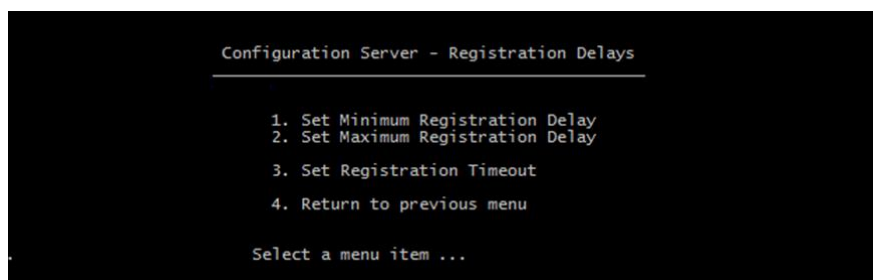 Configuration Server - Registration Delays
1. Set Minimum Registration Delay
2. Set Maximum Registration Delay
3. Set Registration Timeout
4. Return to previous menu
Select a menu item ...